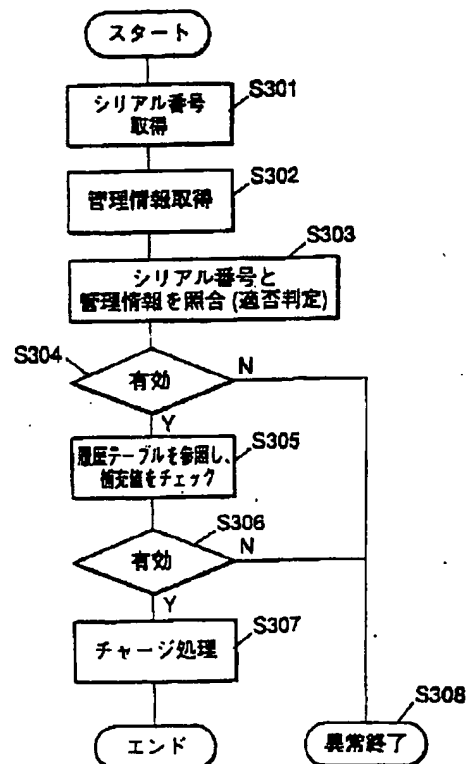 スタート
S301
シリアル番号
取得
S302
管理情報取得
S303
シリアル番号と
管理情報を照合(適否判定)
S304
有効
N
Y
S305
履歴テーブルを参照し、
補充値をチェック
S306
有効
N
Y
S307
チャージ処理
S308
エンド
異常終了